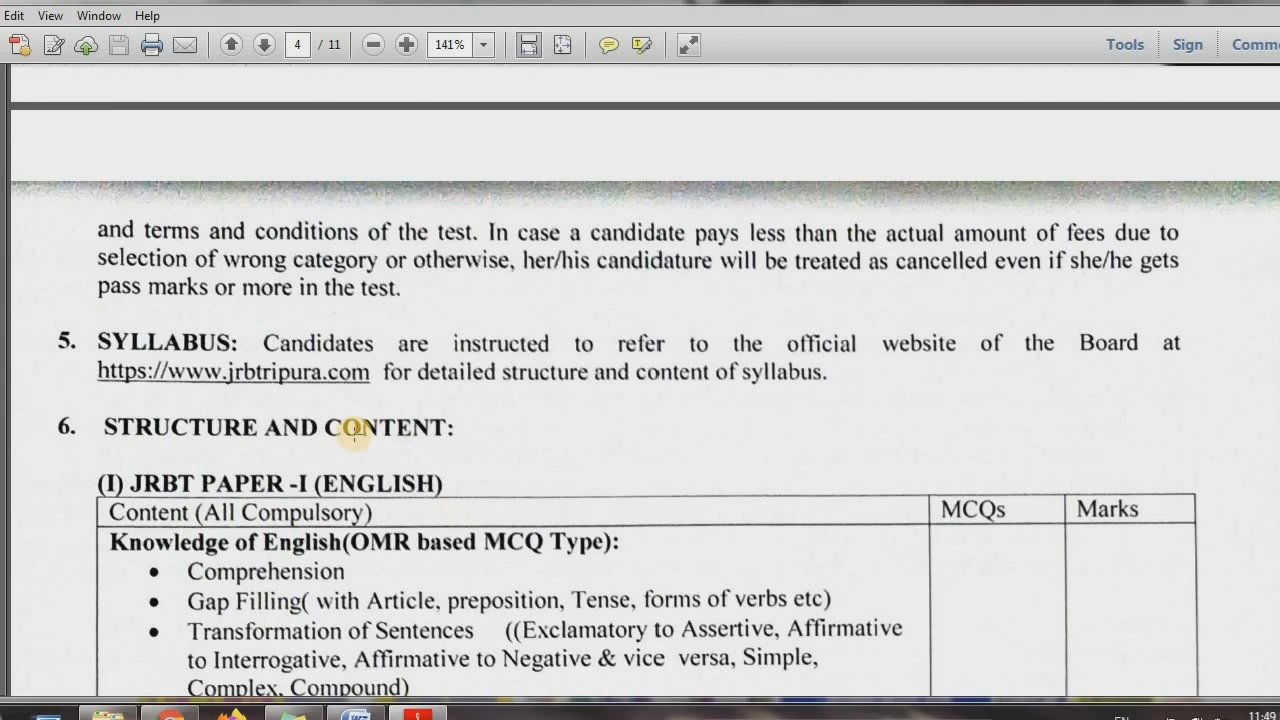 Edit View Window Help
4 / 11 141% Tools Sign
and terms and conditions of the test. In case a candidate pays less than the actual amount of fees due to
selection of wrong category or otherwise, her/his candidature will be treated as cancelled even if she/he gets
pass marks or more in the test.
5. SYLLABUS: Candidates are instructed to refer to the official website of the Board at
https://www.jrbtripura.com for detailed structure and content of syllabus.
6. STRUCTURE AND CONTENT:
(I) JRBT PAPER -I (ENGLISH)
Content (All Compulsory) MCQs Marks
Knowledge of English(OMR based MCQ Type):
• Comprehension
• Gap Filling( with Article, preposition, Tense, forms of verbs etc)
• Transformation of Sentences ((Exclamatory to Assertive, Affirmative
to Interrogative, Affirmative to Negative & vice versa, Simple,
Complex, Compound)